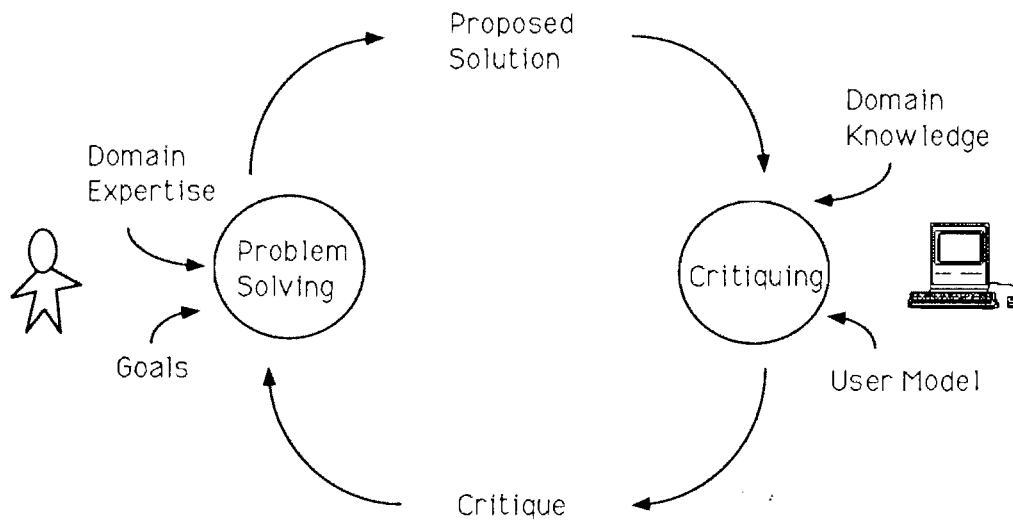 Proposed
Solution
Domain
Knowledge
Domain
Expertise
Problem
Solving
Critiquing
Goals
User Model
Critique